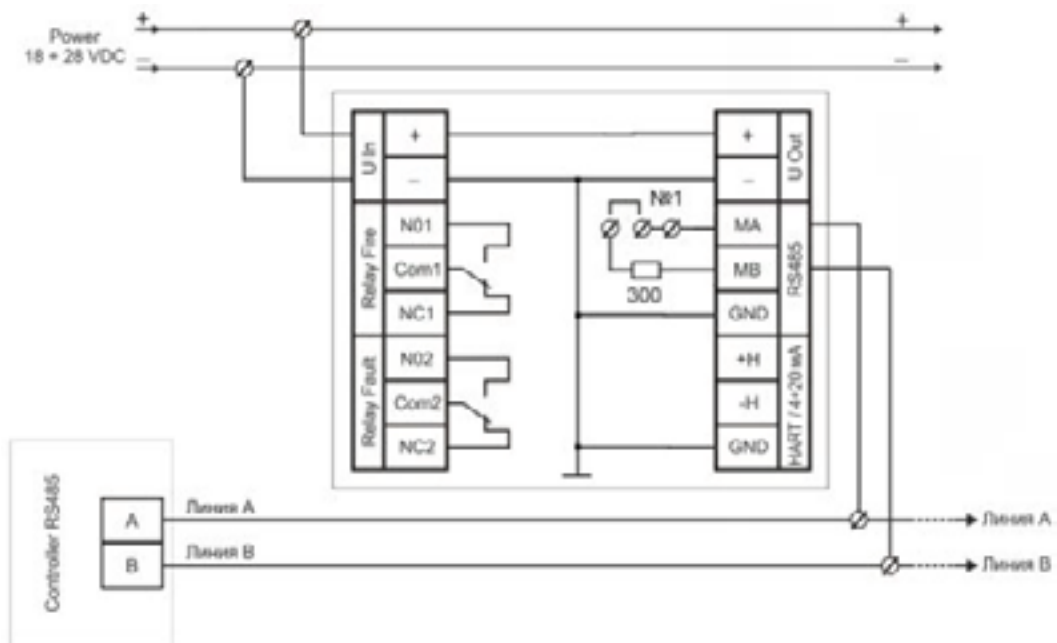 +
+
Power
18 ÷ 28 VDC
–
–
U In
+
–
+
–
U Out
Relay Fire
N01
Com1
NC1
№1
300
MA
MB
GND
RS485
Relay Fault
N02
Com2
NC2
+H
-H
GND
HART / 4÷20 мА
Controller RS485
A
B
Линия А
Линия В
Линия А
Линия В